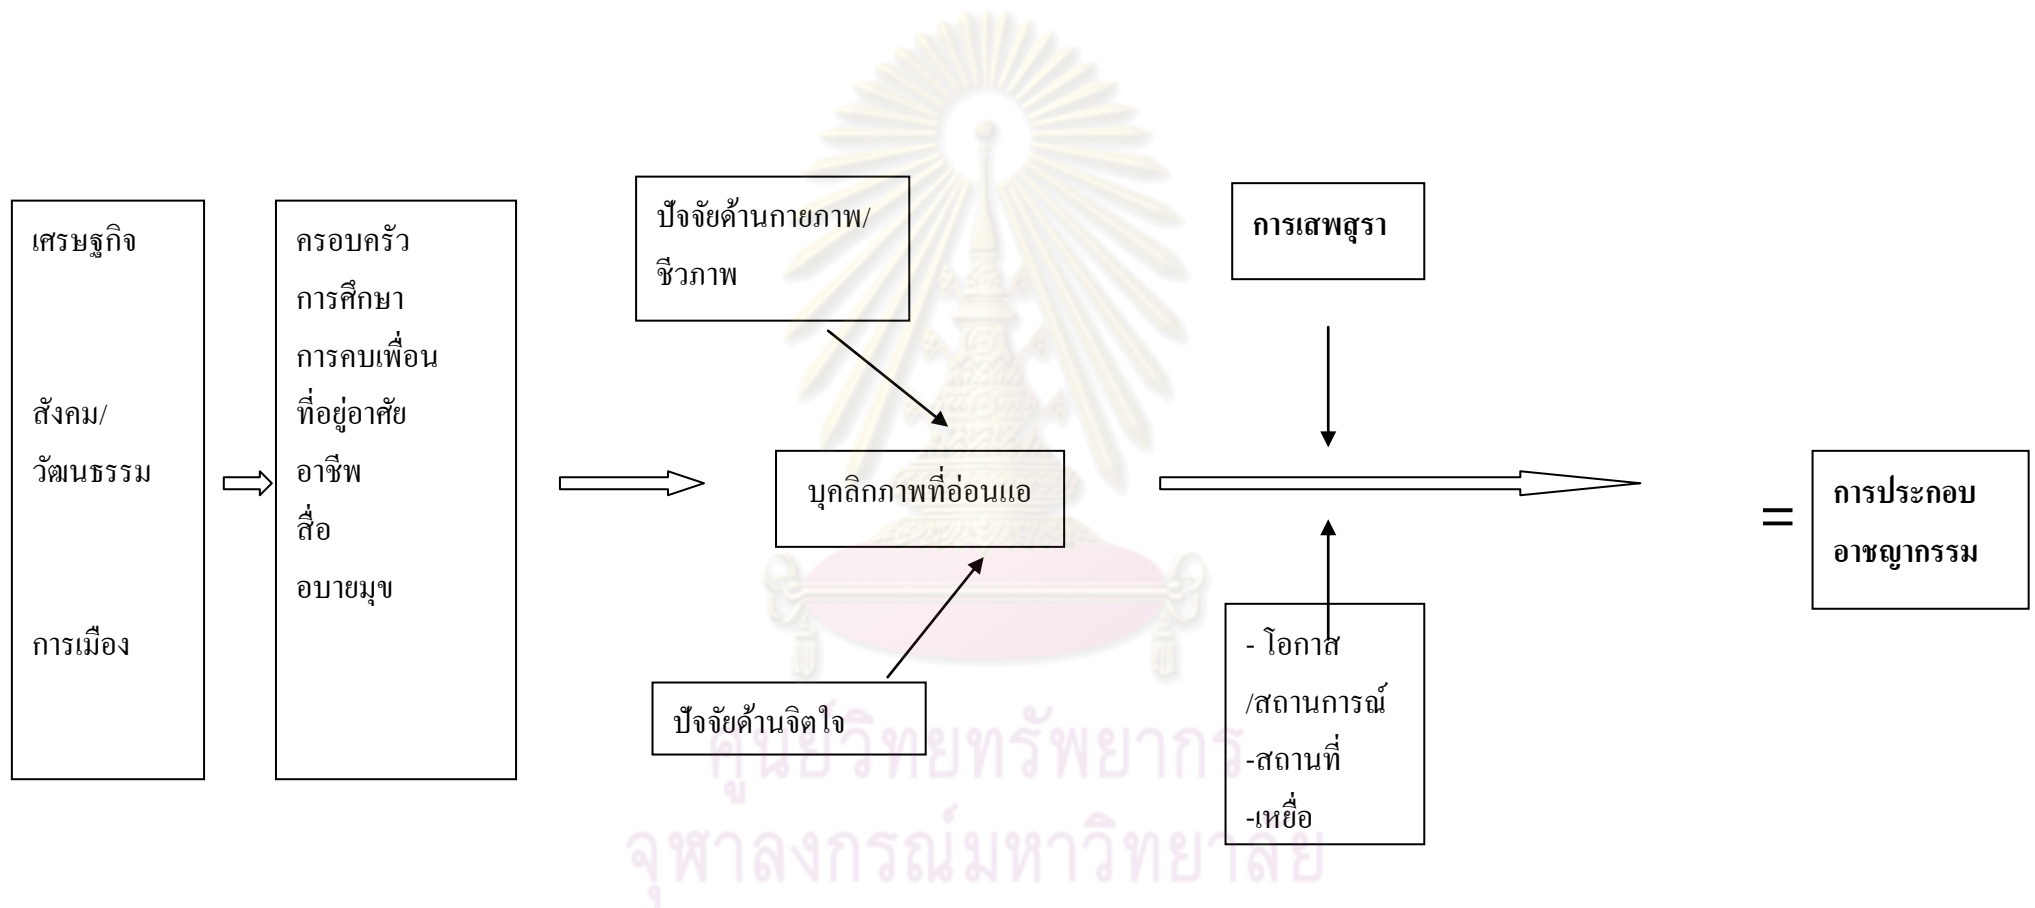 เศรษฐกิจ
สังคม/
วัฒนธรรม
การเมือง
ครอบครัว
การศึกษา
การคบเพื่อน
ที่อยู่อาศัย
อาชีพ
สื่อ
อบายมุข
ปัจจัยด้านกายภาพ/
ชีวภาพ
บุคลิกภาพที่อ่อนแอ
ปัจจัยด้านจิตใจ
การเสพสุรา
- โอกาส
/สถานการณ์
-สถานที่
-เหยื่อ
=
การประกอบ
อาชญากรรม
ศูนย์วิทยทรัพยากร
จุฬาลงกรณ์มหาวิทยาลัย